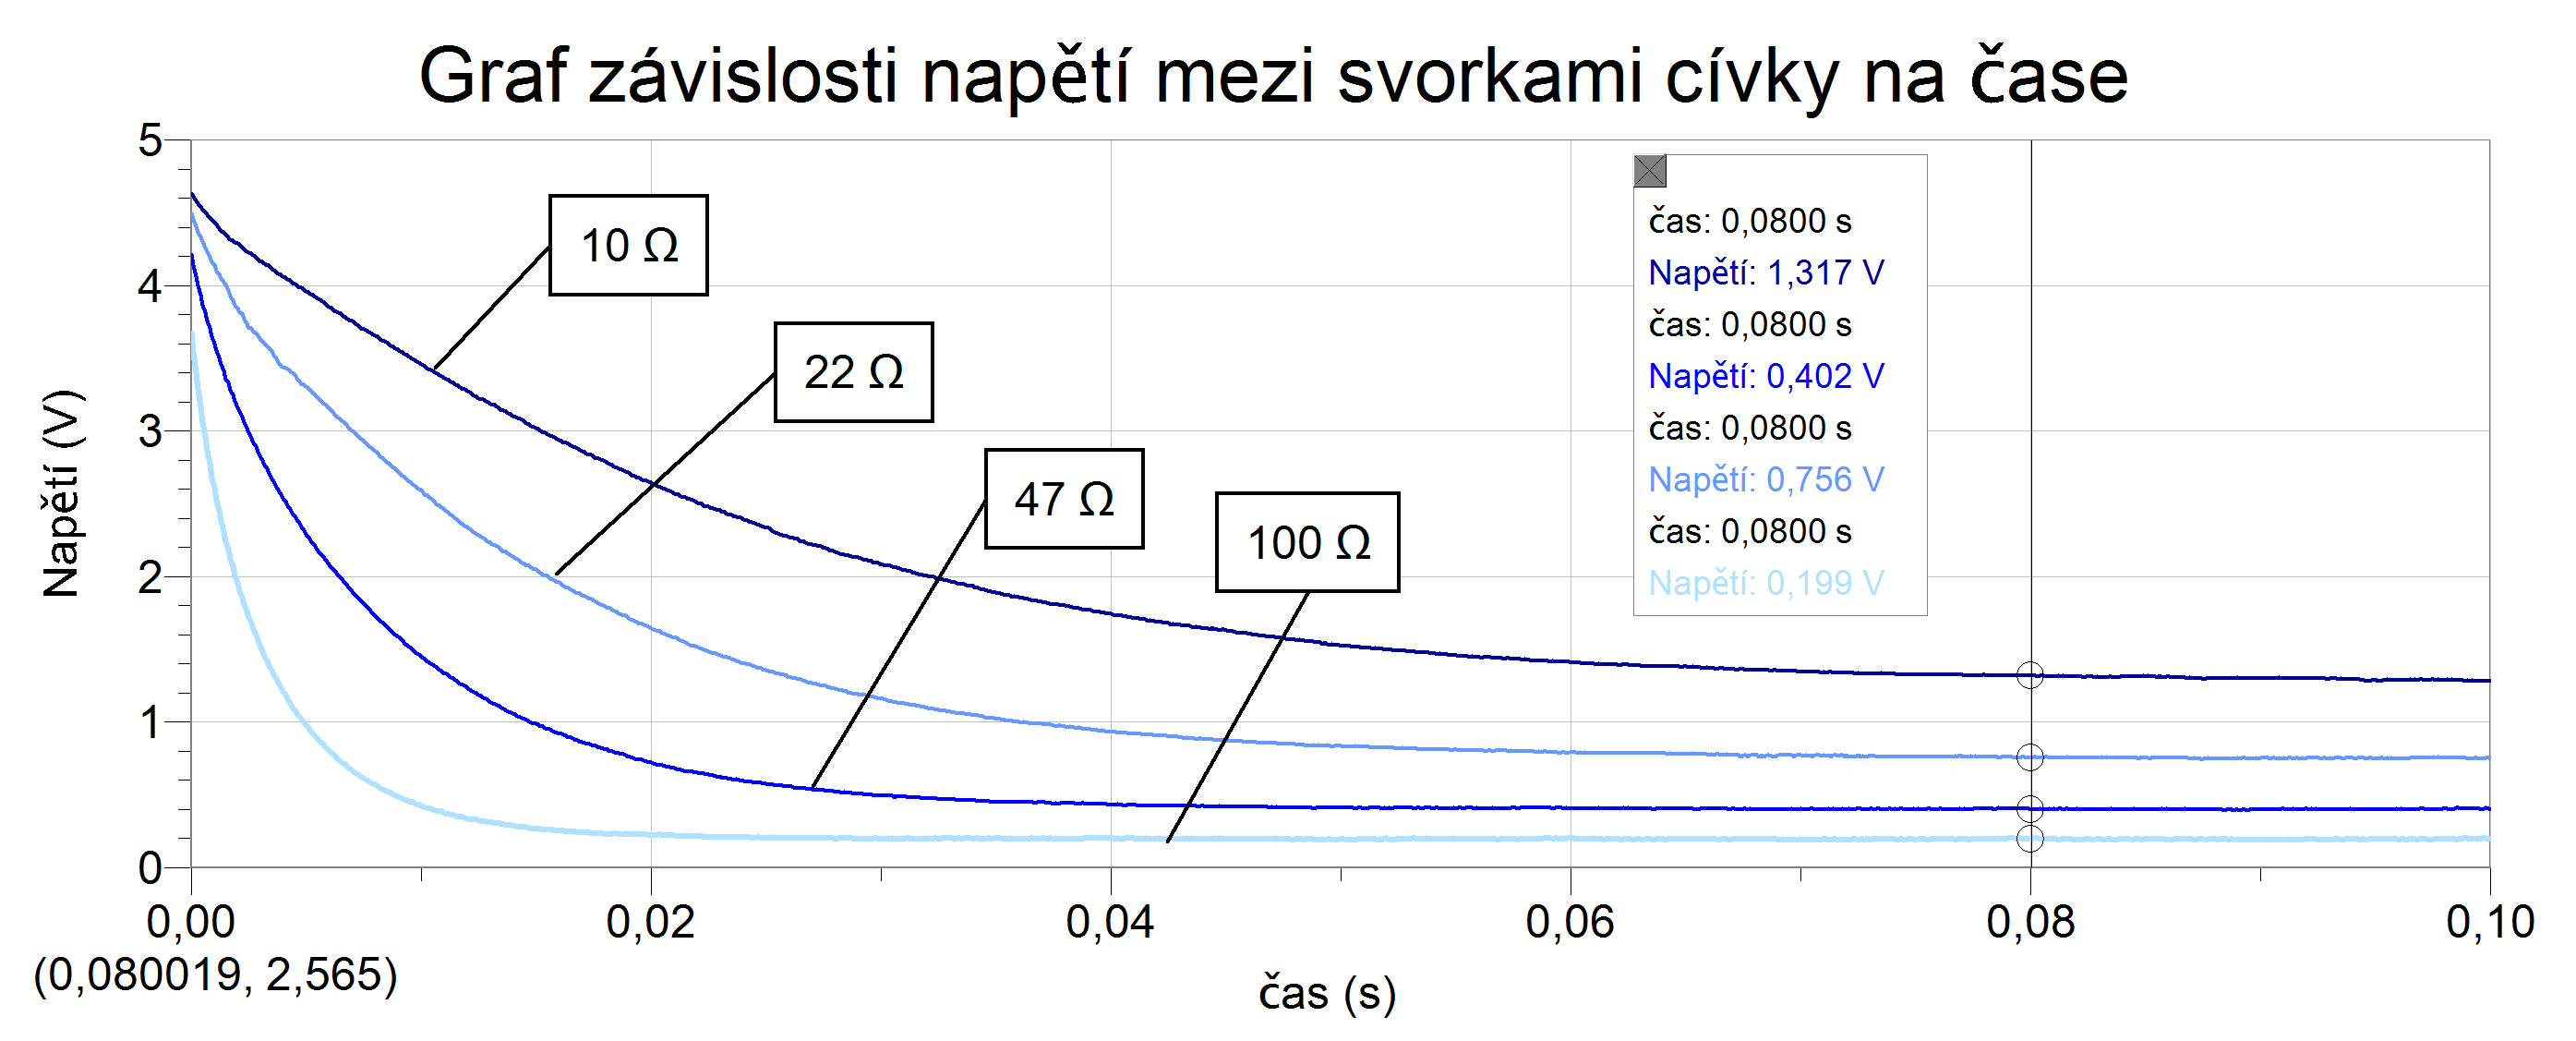 Graf závislosti napětí mezi svorkami cívky na čase
Napětí (V)
5
4
3
2
1
0
10 Ω
22 Ω
47 Ω
100 Ω
čas: 0,0800 s
Napětí: 1,317 V
čas: 0,0800 s
Napětí: 0,402 V
čas: 0,0800 s
Napětí: 0,756 V
čas: 0,0800 s
Napětí: 0,199 V
0,00 0,02 0,04 0,06 0,08 0,10
(0,080019, 2,565)
čas (s)